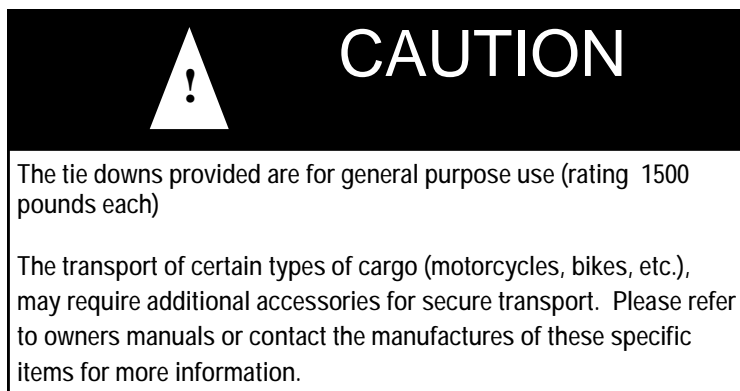 !
CAUTION
The tie downs provided are for general purpose use (rating 1500
pounds each)
The transport of certain types of cargo (motorcycles, bikes, etc.),
may require additional accessories for secure transport. Please refer
to owners manuals or contact the manufactures of these specific
items for more information.